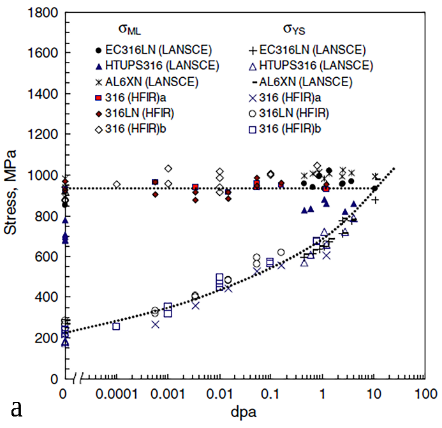 1800
1600
1400
1200
1000
800
600
400
200
0
Stress, MPa
σML
σYS
EC316LN (LANSCE)
EC316LN (LANSCE)
HTUPS316 (LANSCE)
HTUPS316 (LANSCE)
AL6XN (LANSCE)
AL6XN (LANSCE)
316 (HFIR)a
316 (HFIR)a
316LN (HFIR)
316LN (HFIR)
316 (HFIR)b
316 (HFIR)b
0 0.0001 0.001 0.01 0.1 1 10 100
dpa
a